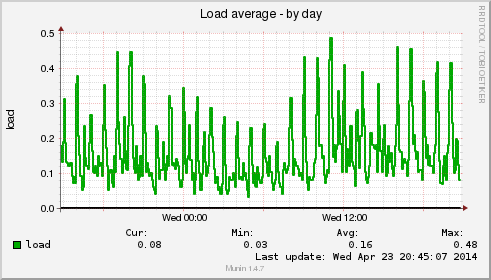 Load average - by day
RRDTOOL / TOBI OETIKER
load
0.5
0.4
0.3
0.2
0.1
0.0
Wed 00:00 Wed 12:00
Cur: Min: Avg: Max:
load 0.08 0.03 0.16 0.48
Last update: Wed Apr 23 20:45:07 2014
Munin 1.4.7